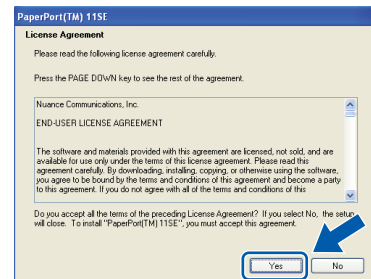 PaperPort(TM) 11SE
License Agreement
Please read the following license agreement carefully.
Press the PAGE DOWN key to see the rest of the agreement.
Nuance Communications, Inc.
END-USER LICENSE AGREEMENT
The software and materials provided with this agreement are licensed, not sold, and are
available for use only under the terms of this license agreement. Please read this
agreement carefully. By downloading, installing, copying, or otherwise using the software,
you agree to be bound by the terms and conditions of this agreement and become a party
to this agreement. If you do not agree with all of the terms and conditions of this
Do you accept all the terms of the preceding License Agreement? If you select No, the setup
will close. To install "PaperPort(TM) 11SE", you must accept this agreement.
Yes No